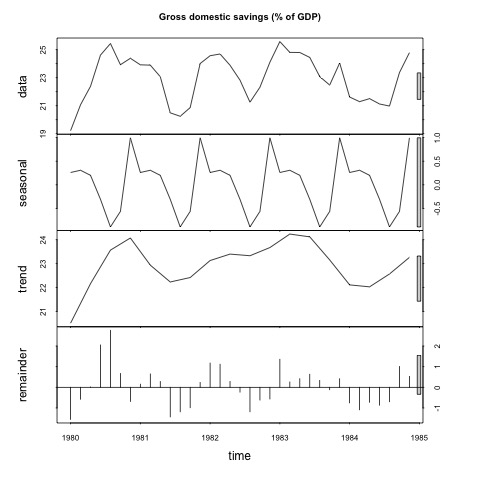 Gross domestic savings (% of GDP)
data
19 21 23 25
seasonal
-0.5 0.0 0.5 1.0
trend
21 22 23 24
remainder
-1 0 1 2
1980 1981 1982 1983 1984 1985
time